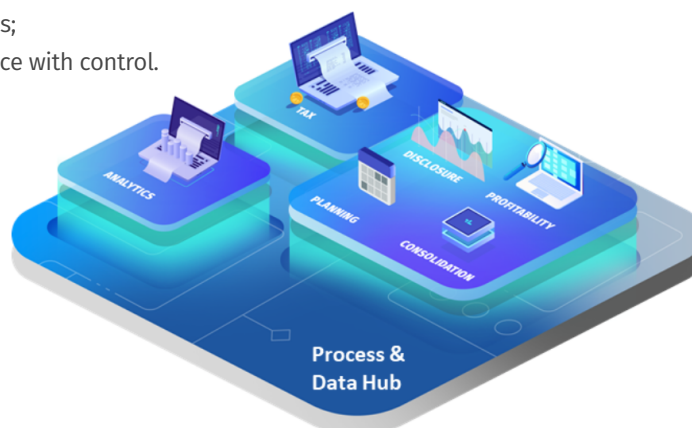 s;
ce with control.
TAX
ANALYTICS
DISCLOSURE
PROFITABILITY
PLANNING
CONSOLIDATION
Process &
Data Hub